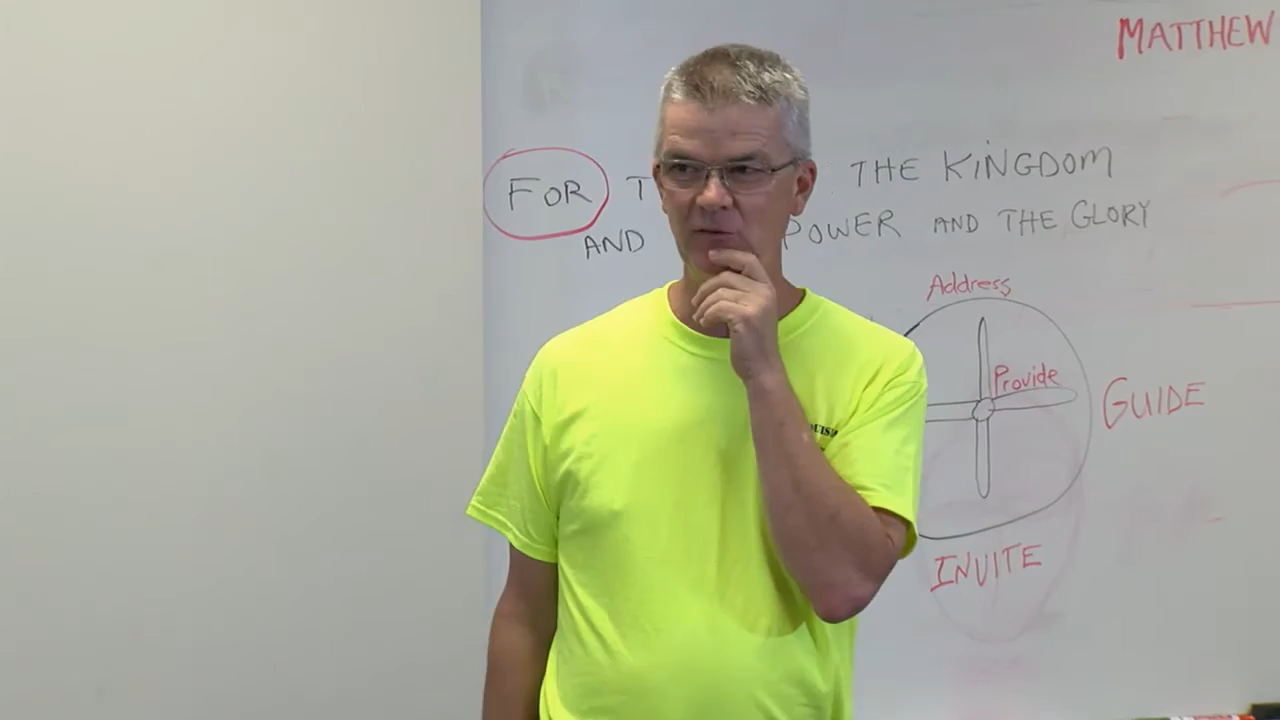 MATTHEW
FOR T THE KINGDOM
AND POWER AND THE GLORY
Address
Provide
GUIDE
INVITE